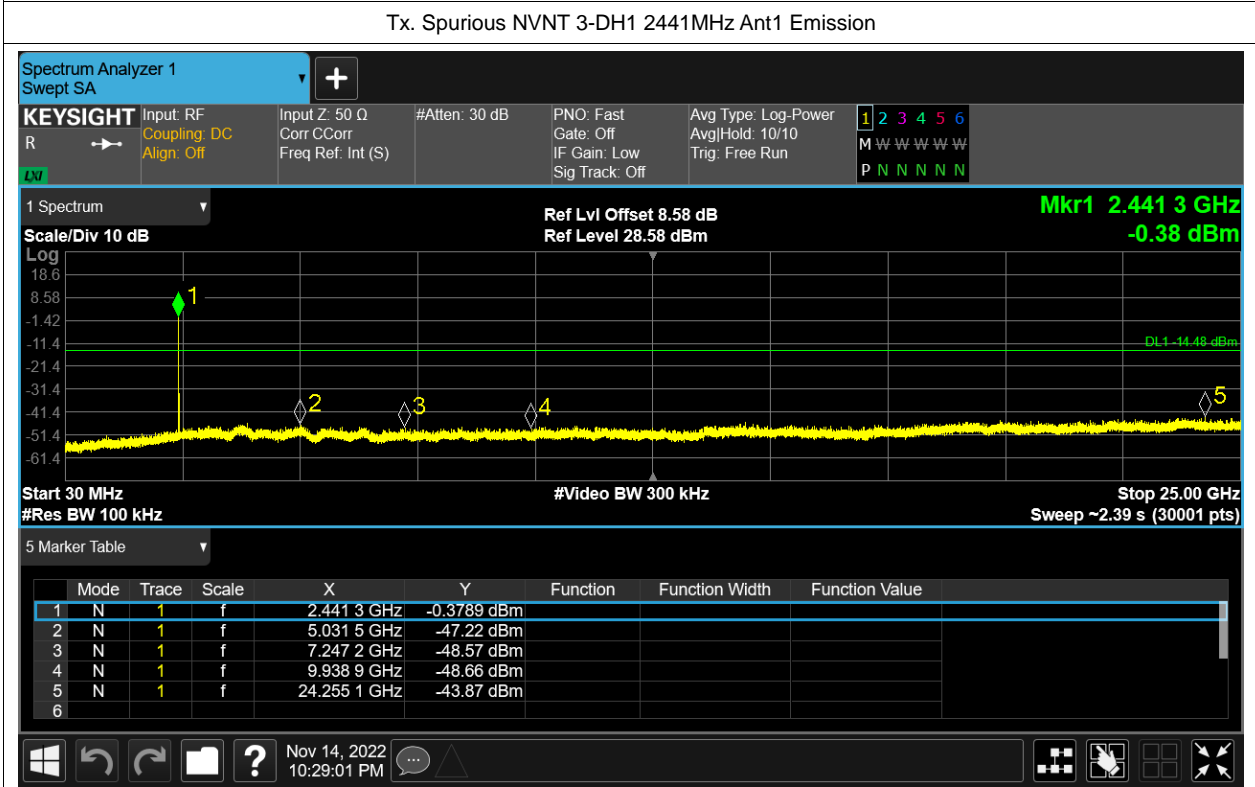 Tx. Spurious NVNT 3-DH1 2441MHz Ant1 Emission
Spectrum Analyzer 1
Swept SA
KEYSIGHT Input: RF Input Z: 50 Ω #Atten: 30 dB PNO: Fast Avg Type: Log-Power 1 2 3 4 5 6
R Coupling: DC Corr CCorr Gate: Off Avg|Hold: 10/10 M W W W W W
Align: Off Freq Ref: Int (S) IF Gain: Low Trig: Free Run
LXI Sig Track: Off P N N N N N
1 Spectrum Ref Lvl Offset 8.58 dB Mkr1 2.441 3 GHz
Scale/Div 10 dB Ref Level 28.58 dBm -0.38 dBm
Log
18.6
8.58 1
-1.42
-11.4 DL1 -14.48 dBm
-21.4
-31.4
-41.4 2 3 4 5
-51.4
-61.4
Start 30 MHz #Video BW 300 kHz Stop 25.00 GHz
#Res BW 100 kHz Sweep ~2.39 s (30001 pts)
5 Marker Table
Mode Trace Scale X Y Function Function Width Function Value
1 N 1 f 2.441 3 GHz -0.3789 dBm
2 N 1 f 5.031 5 GHz -47.22 dBm
3 N 1 f 7.247 2 GHz -48.57 dBm
4 N 1 f 9.938 9 GHz -48.66 dBm
5 N 1 f 24.255 1 GHz -43.87 dBm
6
? Nov 14, 2022
10:29:01 PM